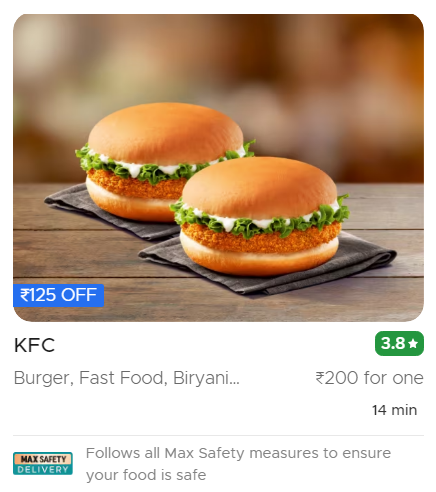 ₹125 OFF
KFC
3.8★
Burger, Fast Food, Biryani...
₹200 for one
14 min
MAX SAFETY
DELIVERY
Follows all Max Safety measures to ensure
your food is safe